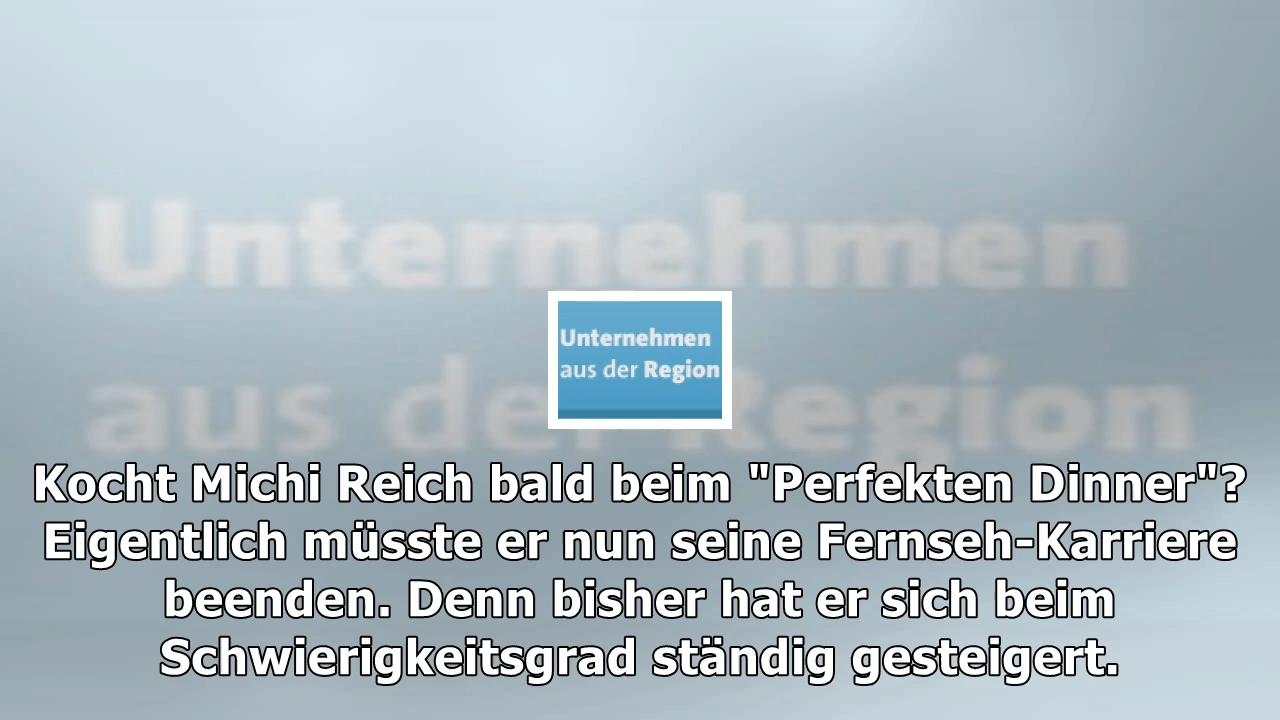 Unternehmen
aus der Region
Unternehmen
aus der Region
Kocht Michi Reich bald beim "Perfekten Dinner"?
Eigentlich müsste er nun seine Fernseh-Karriere
beenden. Denn bisher hat er sich beim
Schwierigkeitsgrad ständig gesteigert.